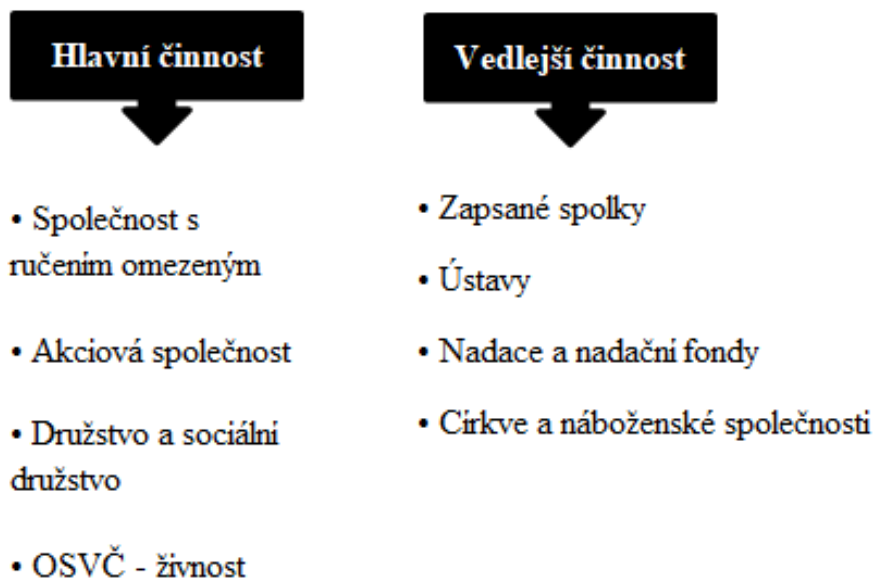 Hlavní činnost
• Společnost s
ručením omezeným
• Akciová společnost
• Družstvo a sociální
družstvo
• OSVČ - živnost
Vedlejší činnost
• Zapsané spolky
• Ústavy
• Nadace a nadační fondy
• Církve a náboženské společnosti